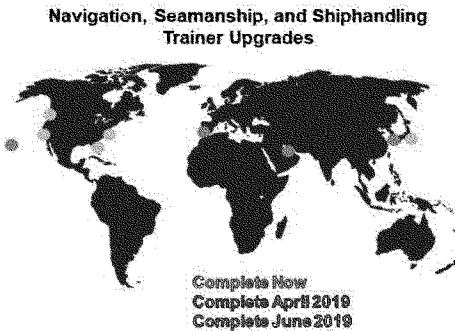 Navigation, Seamanship, and Shiphandling
Trainer Upgrades
Complete Now
Complete April 2019
Complete June 2019